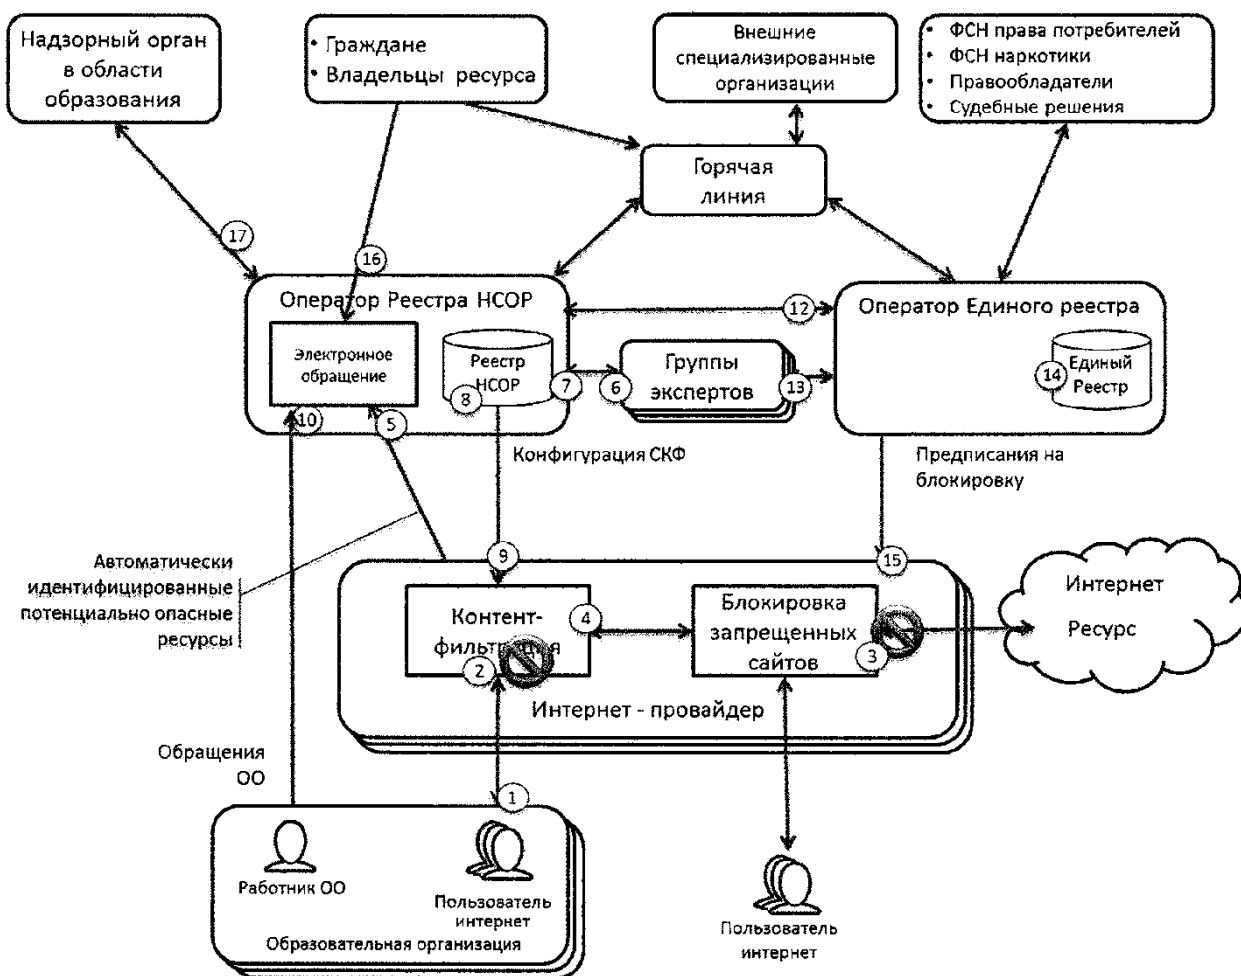 Надзорный орган
в области
образования
• Граждане
• Владельцы ресурса
Внешние
специализированные
организации
• ФСН права потребителей
• ФСН наркотики
• Правообладатели
• Судебные решения
Горячая
линия
17
16
Оператор Реестра НСОР
Электронное
обращение
Реестр
НСОР
8
7
6
Группы
экспертов
13
12
Оператор Единого реестра
14
Единый
Реестр
10
5
Конфигурация СКФ
Предписания на
блокировку
Автоматически
идентифицированные
потенциально опасные
ресурсы
9
15
Контент-
фильтрация
2
4
Блокировка
запрещенных
сайтов
3
Интернет
Ресурс
Интернет - провайдер
Обращения
ОО
1
Работник ОО
Пользователь
интернет
Образовательная организация
Пользователь
интернет